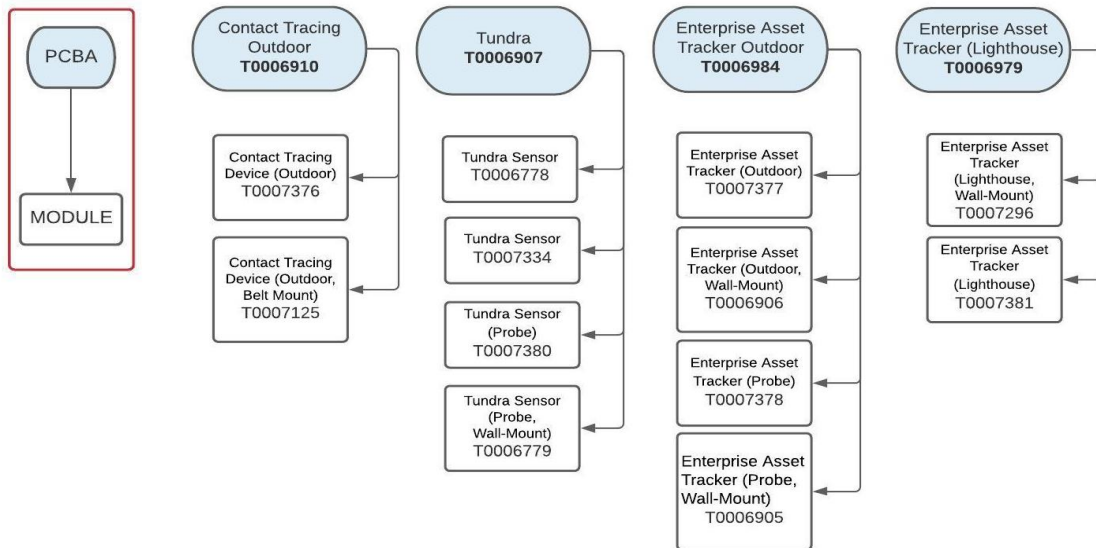 PCBA
MODULE
Contact Tracing
Outdoor
T0006910
Contact Tracing
Device (Outdoor)
T0007376
Contact Tracing
Device (Outdoor,
Belt Mount)
T0007125
Tundra
T0006907
Tundra Sensor
T0006778
Tundra Sensor
T0007334
Tundra Sensor
(Probe)
T0007380
Tundra Sensor
(Probe,
Wall-Mount)
T0006779
Enterprise Asset
Tracker Outdoor
T0006984
Enterprise Asset
Tracker (Outdoor)
T0007377
Enterprise Asset
Tracker (Outdoor,
Wall-Mount)
T0006906
Enterprise Asset
Tracker (Probe)
T0007378
Enterprise Asset
Tracker (Probe,
Wall-Mount)
T0006905
Enterprise Asset
Tracker (Lighthouse)
T0006979
Enterprise Asset
Tracker
(Lighthouse,
Wall-Mount)
T0007296
Enterprise Asset
Tracker
(Lighthouse)
T0007381